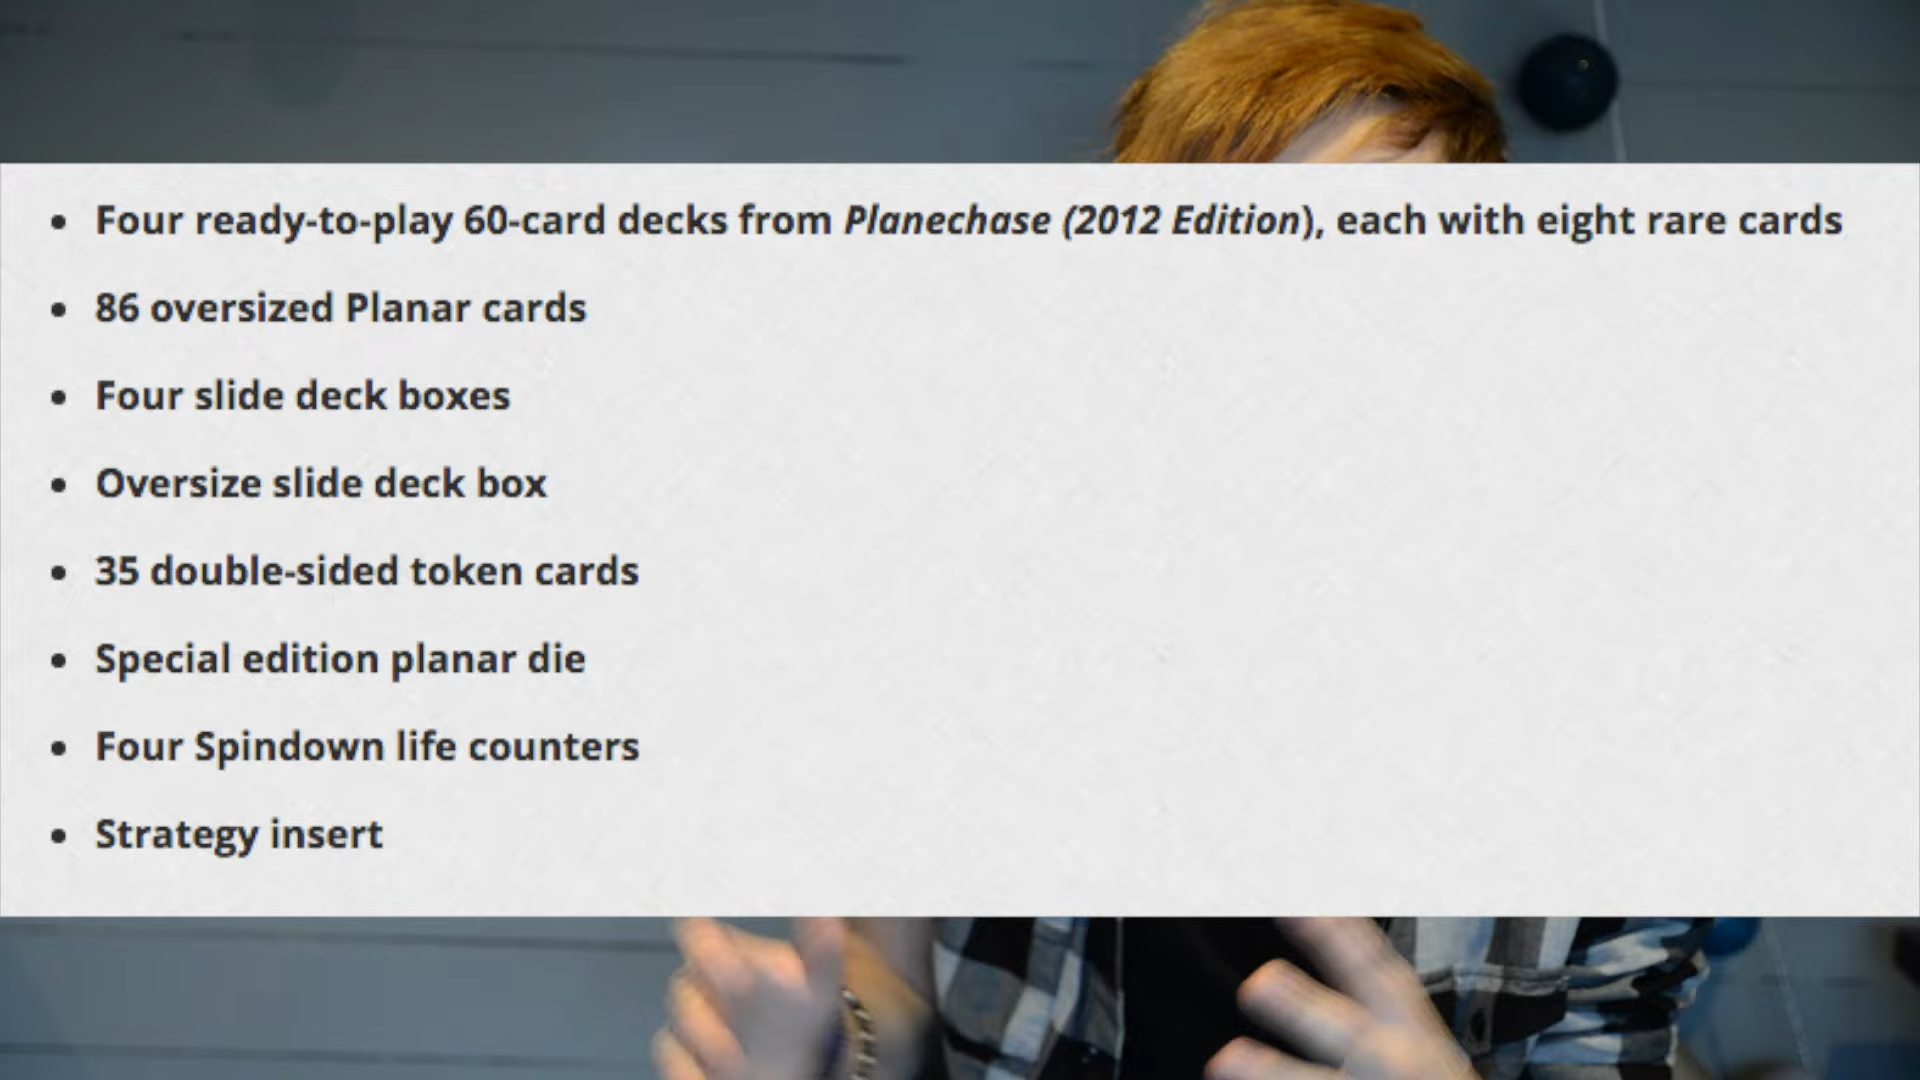 • Four ready-to-play 60-card decks from Planechase (2012 Edition), each with eight rare cards
• 86 oversized Planar cards
• Four slide deck boxes
• Oversize slide deck box
• 35 double-sided token cards
• Special edition planar die
• Four Spindown life counters
• Strategy insert